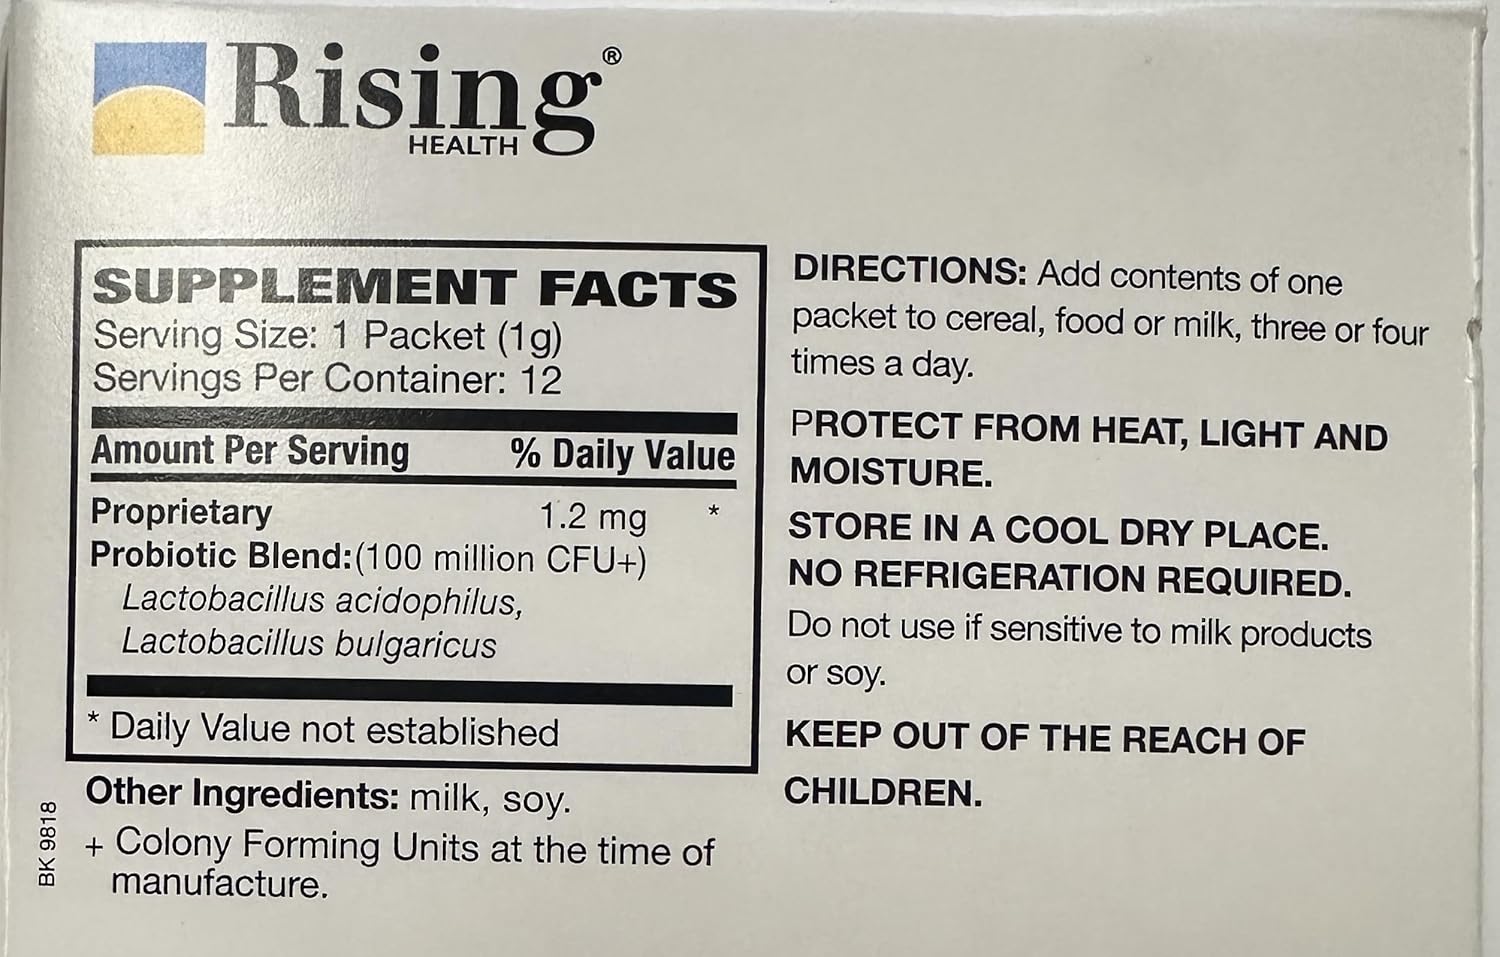 Rising®
HEALTH
SUPPLEMENT FACTS
Serving Size: 1 Packet (1g)
Servings Per Container: 12
Amount Per Serving % Daily Value
Proprietary 1.2 mg *
Probiotic Blend:(100 million CFU+)
Lactobacillus acidophilus,
Lactobacillus bulgaricus
* Daily Value not established
Other Ingredients: milk, soy.
+ Colony Forming Units at the time of
manufacture.
BK 9818
DIRECTIONS: Add contents of one
packet to cereal, food or milk, three or four
times a day.
PROTECT FROM HEAT, LIGHT AND
MOISTURE.
STORE IN A COOL DRY PLACE.
NO REFRIGERATION REQUIRED.
Do not use if sensitive to milk products
or soy.
KEEP OUT OF THE REACH OF
CHILDREN.